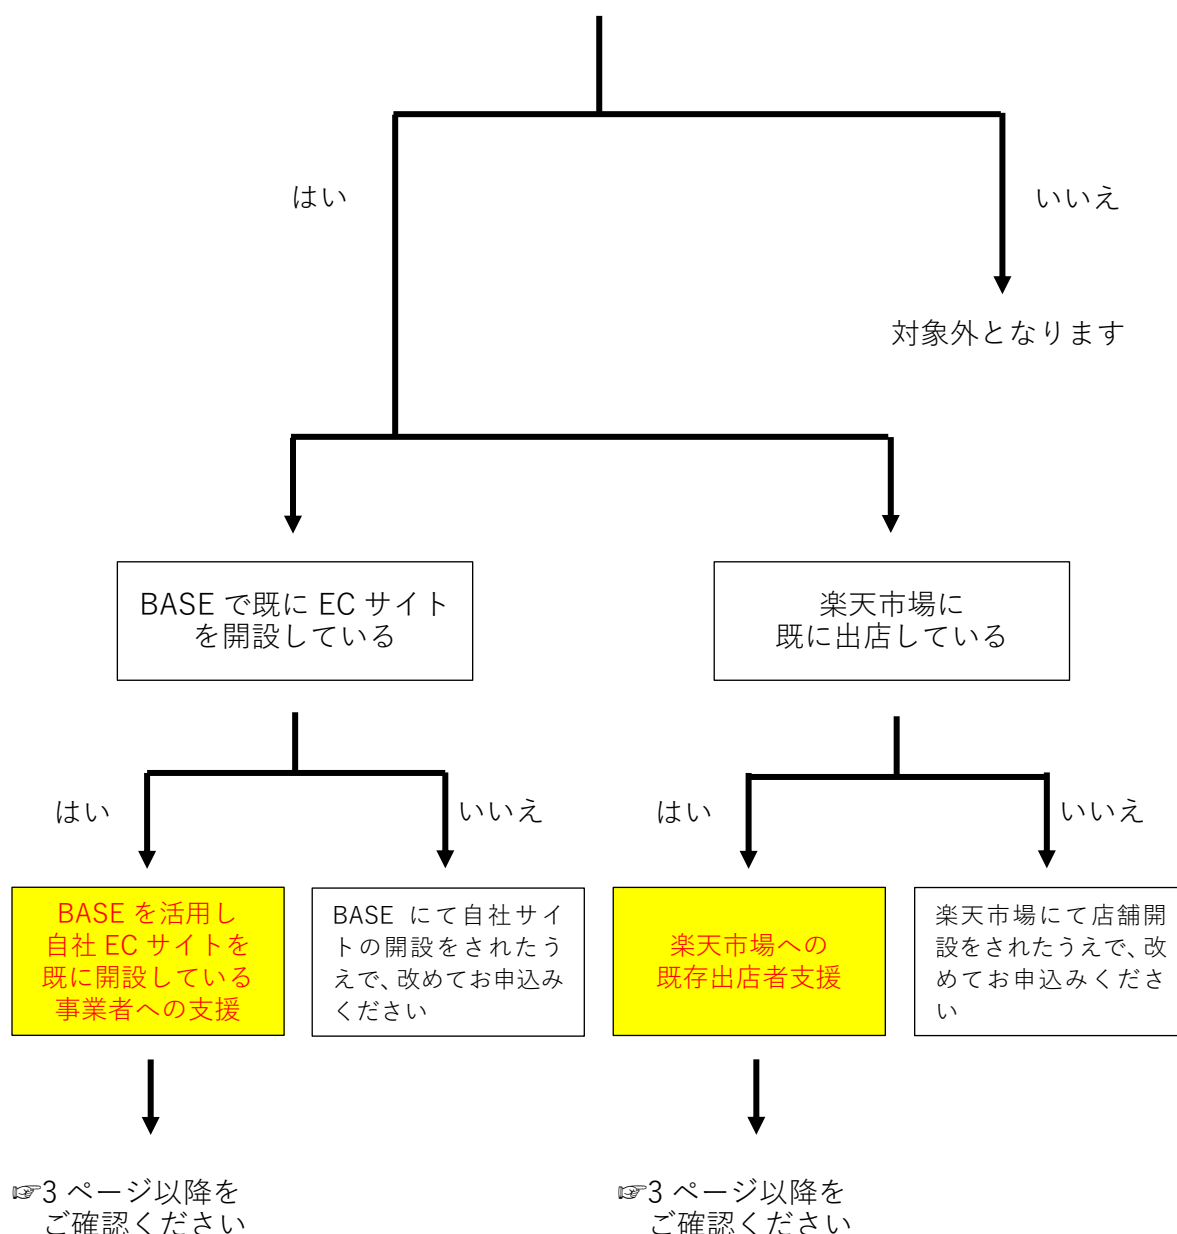 はい
いいえ
対象外となります
BASE で既に EC サイト
を開設している
楽天市場に
既に出店している
はい
いいえ
はい
いいえ
BASE を活用し
自社 EC サイトを
既に開設している
事業者への支援
BASE にて自社サイ
トの開設をされたう
えで、改めてお申込み
ください
楽天市場への
既存出店者支援
楽天市場にて店舗開
設をされたうえで、改
めてお申込みくださ
い
☞3 ページ以降を
ご確認ください
☞3 ページ以降を
ご確認ください